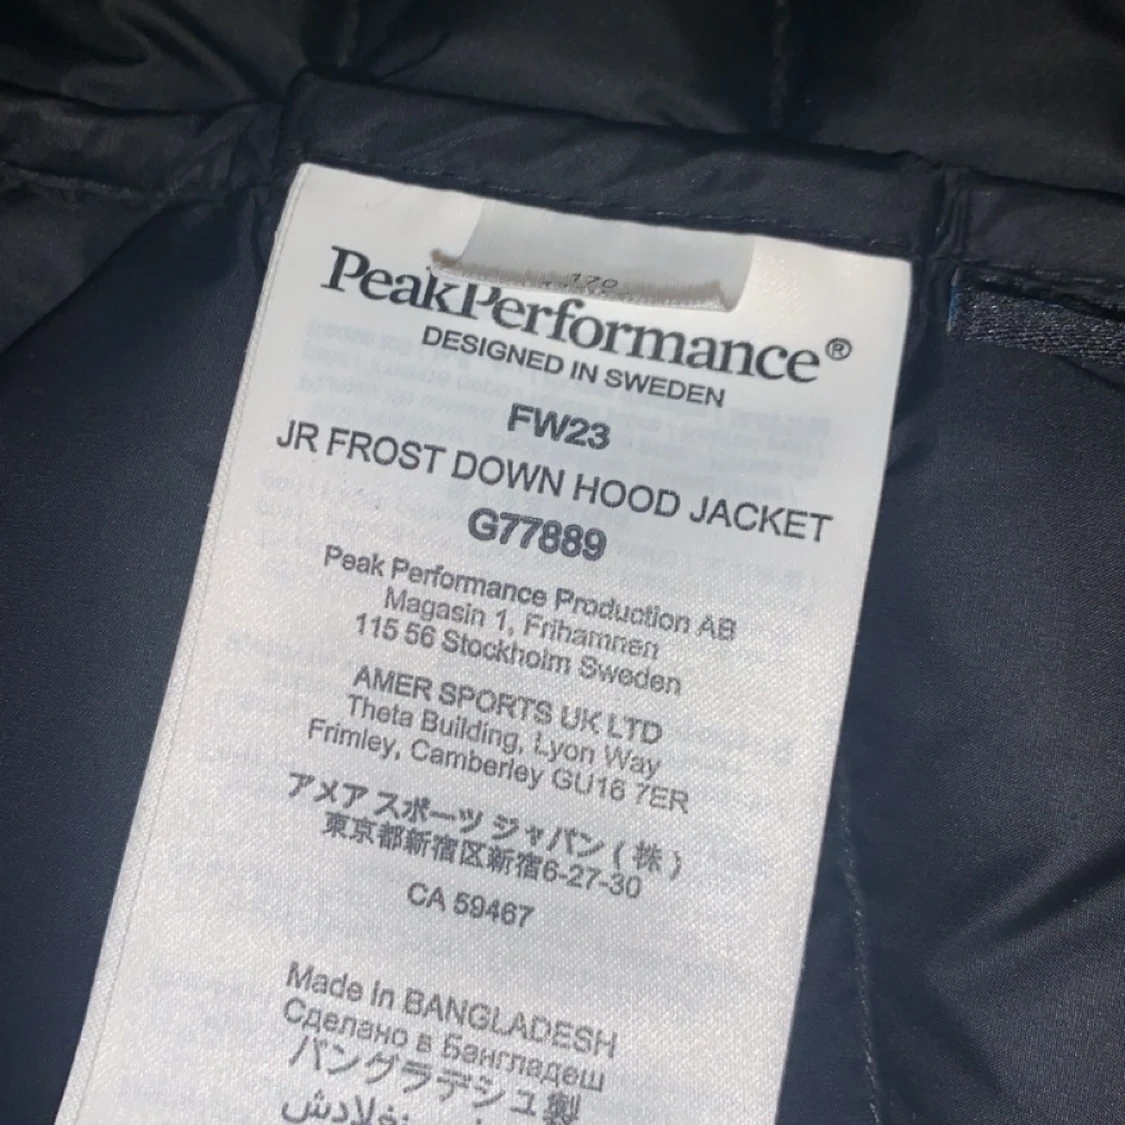 170
PeakPerformance®
DESIGNED IN SWEDEN
FW23
JR FROST DOWN HOOD JACKET
G77889
Peak Performance Production AB
Magasin 1, Frihamnen
115 56 Stockholm Sweden
AMER SPORTS UK LTD
Theta Building, Lyon Way
Frimley, Camberley GU16 7ER
アメア スポーツ ジャパン ( 株 )
東京都新宿区新宿6-27-30
CA 59467
Made in BANGLADESH
Сделано в Бангладеш
バングラデシュ製